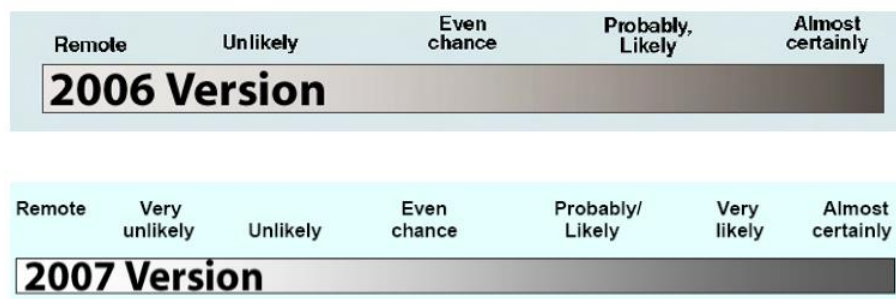 Remote Unlikely Even chance Probably, Likely Almost certainly
2006 Version
Remote Very unlikely Unlikely Even chance Probably/ Likely Very likely Almost certainly
2007 Version